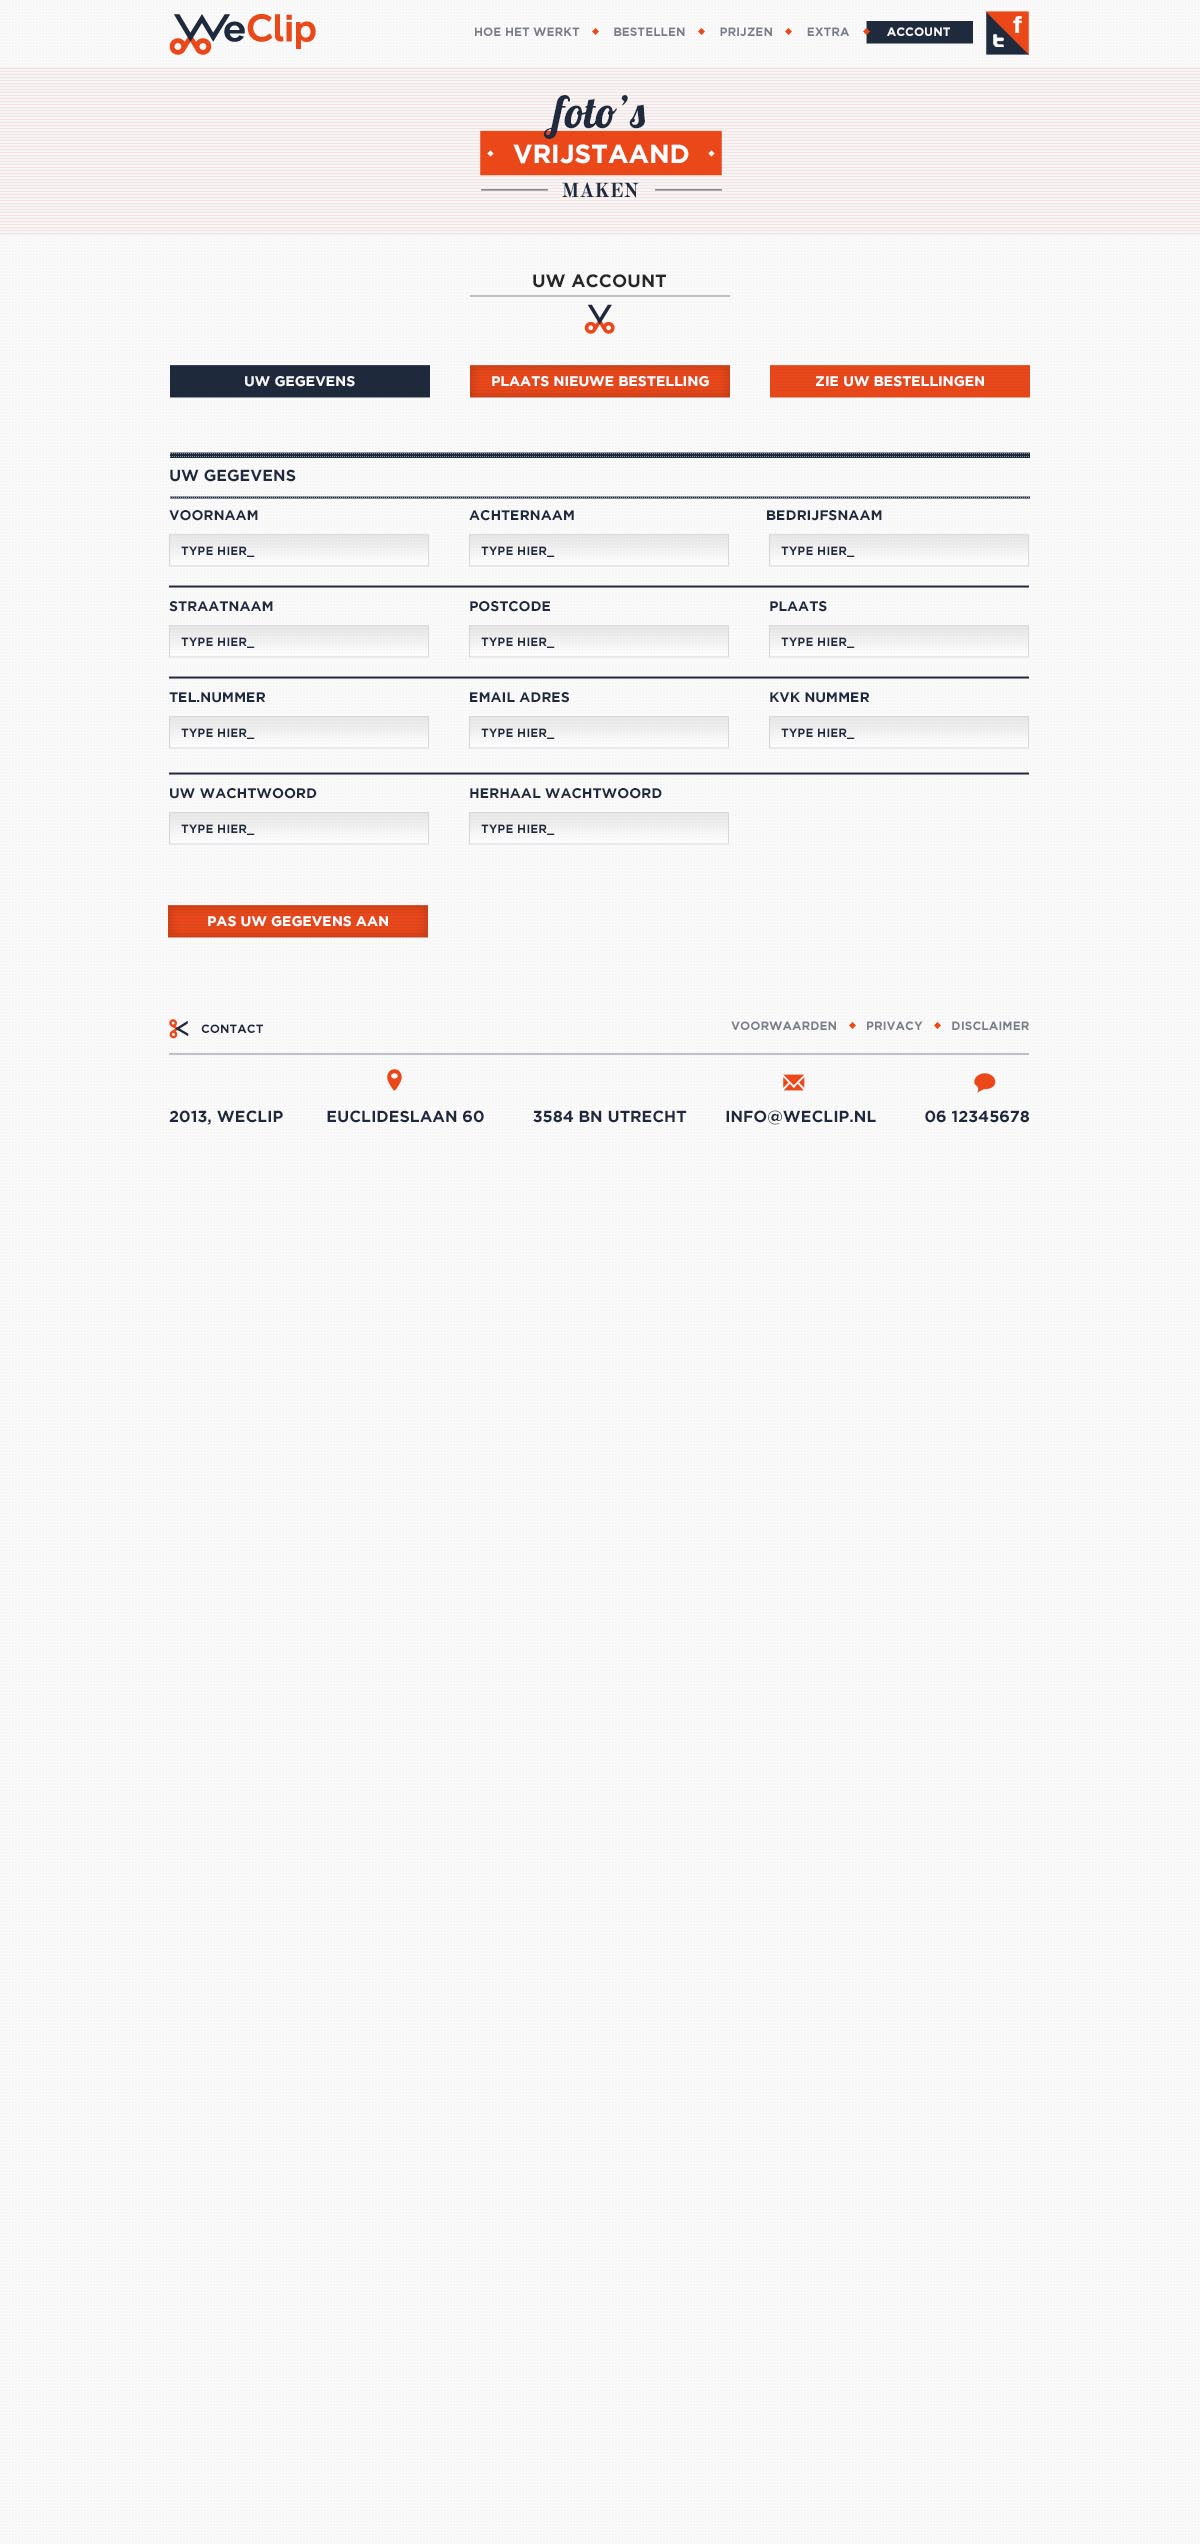 WeClip
HOE HET WERKT BESTELLEN PRIJZEN EXTRA ACCOUNT
f
t
foto's
VRIJSTAAND
MAKEN
UW ACCOUNT
UW GEGEVENS PLAATS NIEUWE BESTELLING ZIE UW BESTELLINGEN
UW GEGEVENS
VOORNAAM ACHTERNAAM BEDRIJFSNAAM
TYPE HIER_ TYPE HIER_ TYPE HIER_
STRAATNAAM POSTCODE PLAATS
TYPE HIER_ TYPE HIER_ TYPE HIER_
TEL.NUMMER EMAIL ADRES KVK NUMMER
TYPE HIER_ TYPE HIER_ TYPE HIER_
UW WACHTWOORD HERHAAL WACHTWOORD
TYPE HIER_ TYPE HIER_
PAS UW GEGEVENS AAN
CONTACT VOORWAARDEN PRIVACY DISCLAIMER
2013, WECLIP EUCLIDESLAAN 60 3584 BN UTRECHT INFO@WECLIP.NL 06 12345678